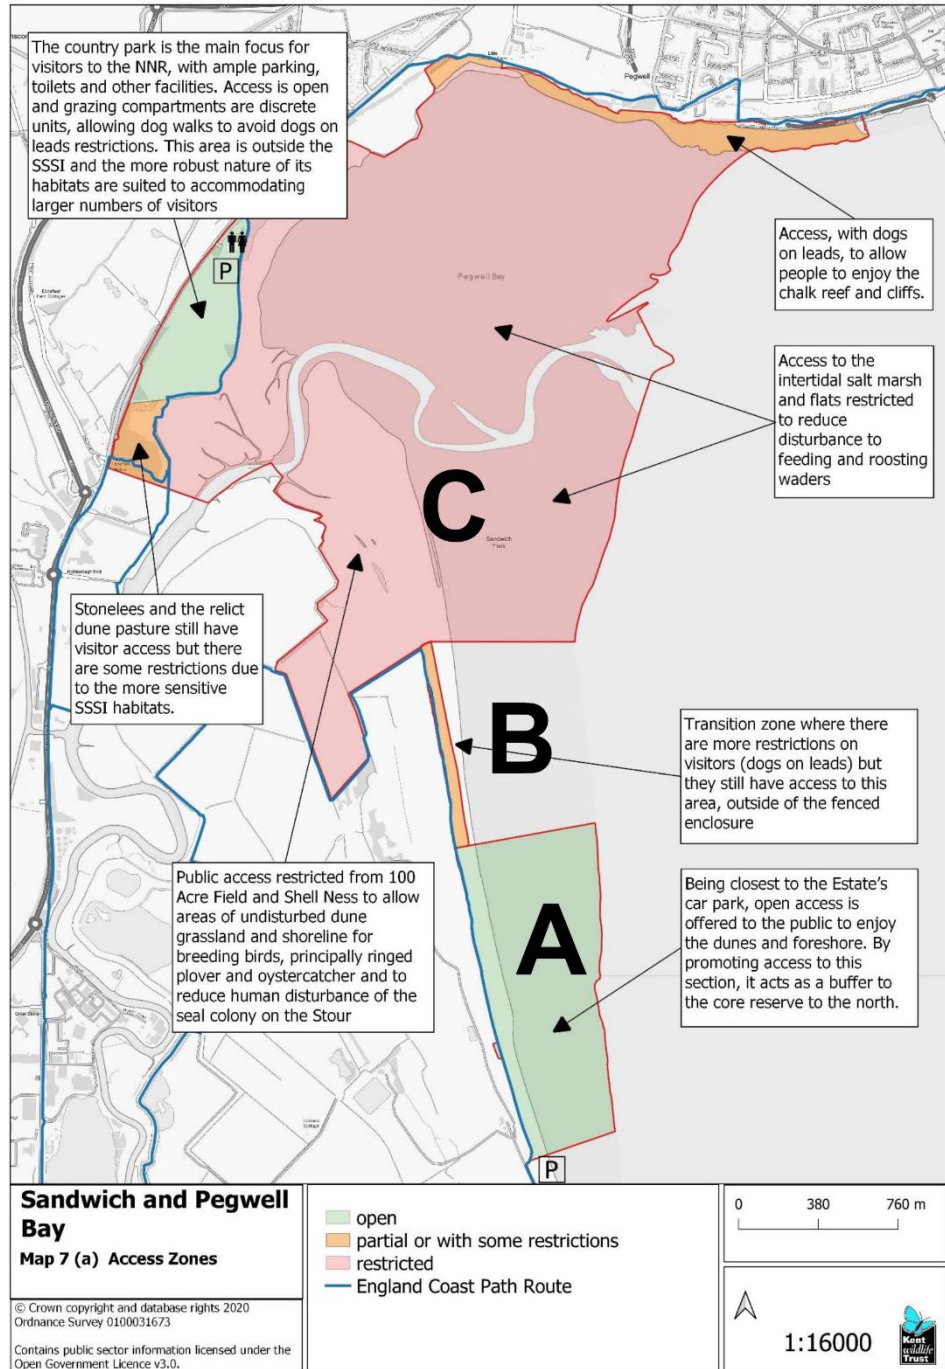 The country park is the main focus for
visitors to the NNR, with ample parking,
toilets and other facilities. Access is open
and grazing compartments are discrete
units, allowing dog walks to avoid dogs on
leads restrictions. This area is outside the
SSSI and the more robust nature of its
habitats are suited to accommodating
larger numbers of visitors
Pegwell
P
Pegwell Bay
Access, with dogs
on leads, to allow
people to enjoy the
chalk reef and cliffs.
Access to the
intertidal salt marsh
and flats restricted
to reduce
disturbance to
feeding and roosting
waders
C
Sandwich
Flats
Stonelees and the relict
dune pasture still have
visitor access but there
are some restrictions due
to the more sensitive
SSSI habitats.
B
Transition zone where there
are more restrictions on
visitors (dogs on leads) but
they still have access to this
area, outside of the fenced
enclosure
Public access restricted from 100
Acre Field and Shell Ness to allow
areas of undisturbed dune
grassland and shoreline for
breeding birds, principally ringed
plover and oystercatcher and to
reduce human disturbance of the
seal colony on the Stour
A
Being closest to the Estate's
car park, open access is
offered to the public to enjoy
the dunes and foreshore. By
promoting access to this
section, it acts as a buffer to
the core reserve to the north.
P
Sandwich and Pegwell
Bay
Map 7 (a) Access Zones
© Crown copyright and database rights 2020
Ordnance Survey 0100031673
Contains public sector information licensed under the
Open Government Licence v3.0.
open
partial or with some restrictions
restricted
England Coast Path Route
0 380 760 m
1:16000
Kent
Wildlife
Trust